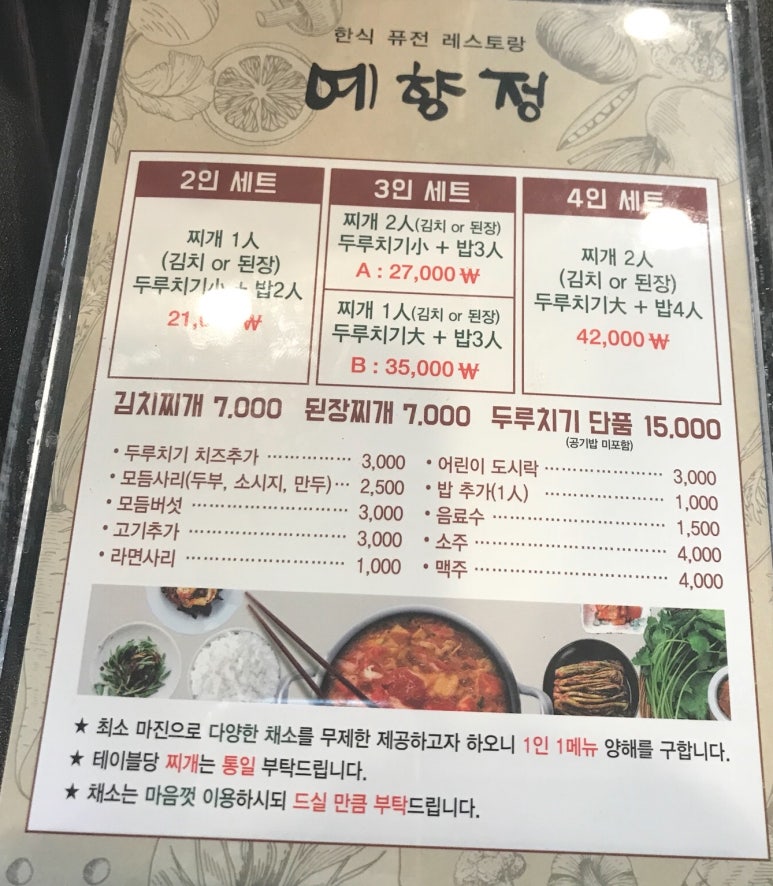 한식 퓨전 레스토랑
예향정
2인 세트
찌개 1人
(김치 or 된장)
두루치기小 + 밥2人
₩
3인 세트
찌개 2人(김치 or 된장)
두루치기小 + 밥3人
A : 27,000 ₩
찌개 1人(김치 or 된장)
두루치기大 + 밥3人
B : 35,000 ₩
4인 세트
찌개 2人
(김치 or 된장)
두루치기大 + 밥4人
42,000 ₩
김치찌개 7.000 된장찌개 7.000 두루치기 단품 15.000
(공기밥 미포함)
• 두루치기 치즈추가 ················ 3,000
• 모듬사리(두부, 소시지, 만두)··· 2,500
• 모듬버섯 ························· 3,000
• 고기추가 ························· 3,000
• 라면사리 ························· 1,000
• 어린이 도시락 ····················· 3,000
• 밥 추가(1人) ····················· 1,000
• 음료수 ····························· 1,500
• 소주 ······························· 4,000
• 맥주 ······························· 4,000
★ 최소 마진으로 다양한 채소를 무제한 제공하고자 하오니 1인 1메뉴 양해를 구합니다.
★ 테이블당 찌개는 통일 부탁드립니다.
★ 채소는 마음껏 이용하시되 드실 만큼 부탁드립니다.